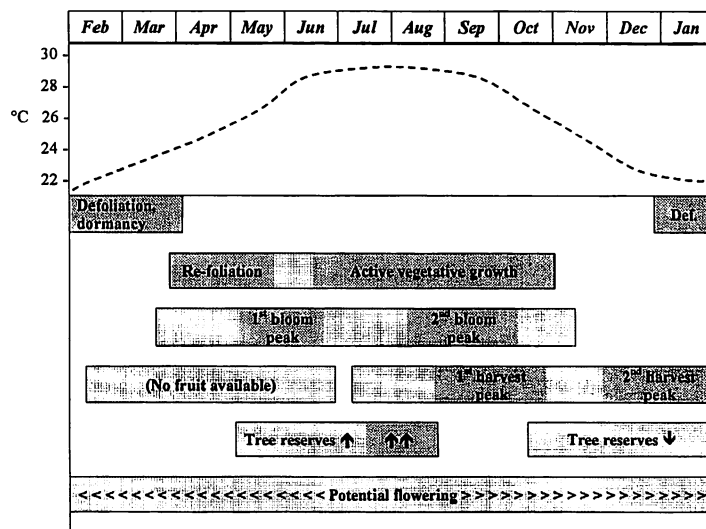 Feb Mar Apr May Jun Jul Aug Sep Oct Nov Dec Jan
30
28
°C
26
24
22
Defoliation, Def.
dormancy
Re-foliation Active vegetative growth
1st bloom 2nd bloom
peak peak
(No fruit available) 1st harvest 2nd harvest
peak peak
Tree reserves ↑ ↑↑ Tree reserves ↓
< < < < < < < < < < < < < < < < < < Potential flowering > > > > > > > > > > > > > > > > > >